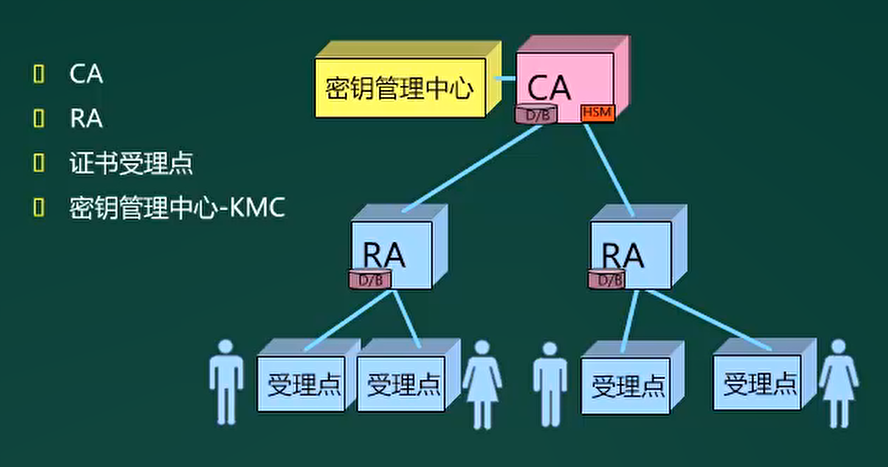 CA
RA
证书受理点
密钥管理中心-KMC
密钥管理中心
CA
D/B
HSM
RA
D/B
RA
D/B
受理点
受理点
受理点
受理点